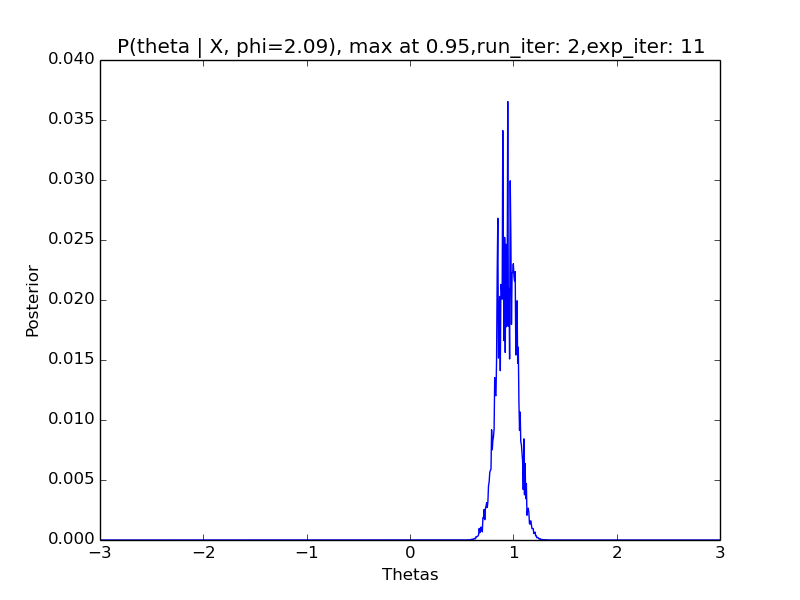 P(theta | X, phi=2.09), max at 0.95,run_iter: 2,exp_iter: 11
0.040
0.035
0.030
0.025
0.020
0.015
0.010
0.005
0.000
Posterior
−3 −2 −1 0 1 2 3
Thetas